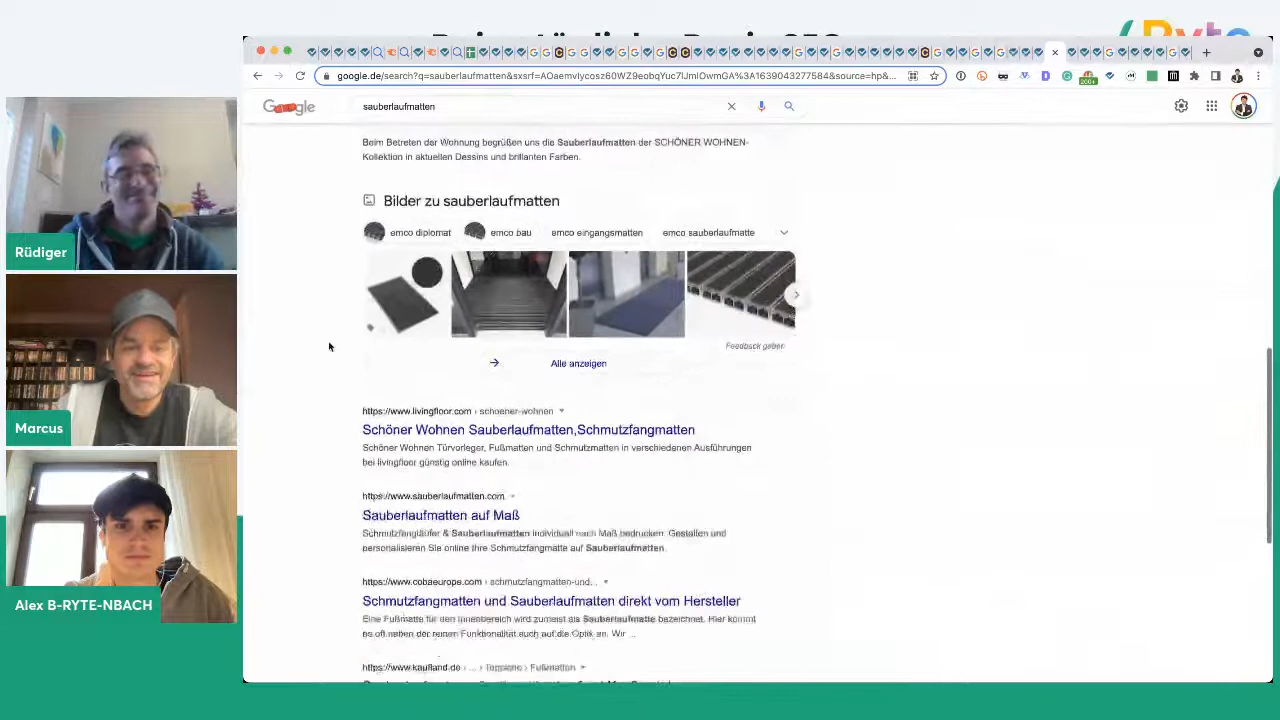 Ryte
google.de/search?q=sauberlaufmatten&sxsrf=AOaemvIycosz60WZ9eobqYuc7lJmIOwmGA%3A1639043277584&source=hp&...
Google
sauberlaufmatten
200+
Beim Betreten der Wohnung begrüßen uns die Sauberlaufmatten der SCHÖNER WOHNEN-
Kollektion in aktuellen Dessins und brillanten Farben.
Bilder zu sauberlaufmatten
emco diplomat
emco bau
emco eingangsmatten
emco sauberlaufmatte
Feedback geben
Alle anzeigen
https://www.livingfloor.com › schoener-wohnen
Schöner Wohnen Sauberlaufmatten,Schmutzfangmatten
Schöner Wohnen Türvorleger, Fußmatten und Schmutzmatten in verschiedenen Ausführungen
bei livingfloor günstig online kaufen.
https://www.sauberlaufmatten.com
Sauberlaufmatten auf Maß
Schmutzfangläufer & Sauberlaufmatten individuell nach Maß bedrucken. Gestalten und
personalisieren Sie online Ihre Schmutzfangmatte auf Sauberlaufmatten
https://www.cobaeurope.com › schmutzfangmatten-und...
Schmutzfangmatten und Sauberlaufmatten direkt vom Hersteller
Eine Fußmatte für den Innenbereich wird zumeist als Sauberlaufmatte bezeichnet. Hier kommt
es oft neben der reinen Funktionalität auch auf die Optik an. Wir ...
https://www.kaufland.de › ... › Teppiche › Fußmatten
Rüdiger
Marcus
Alex B-RYTE-NBACH